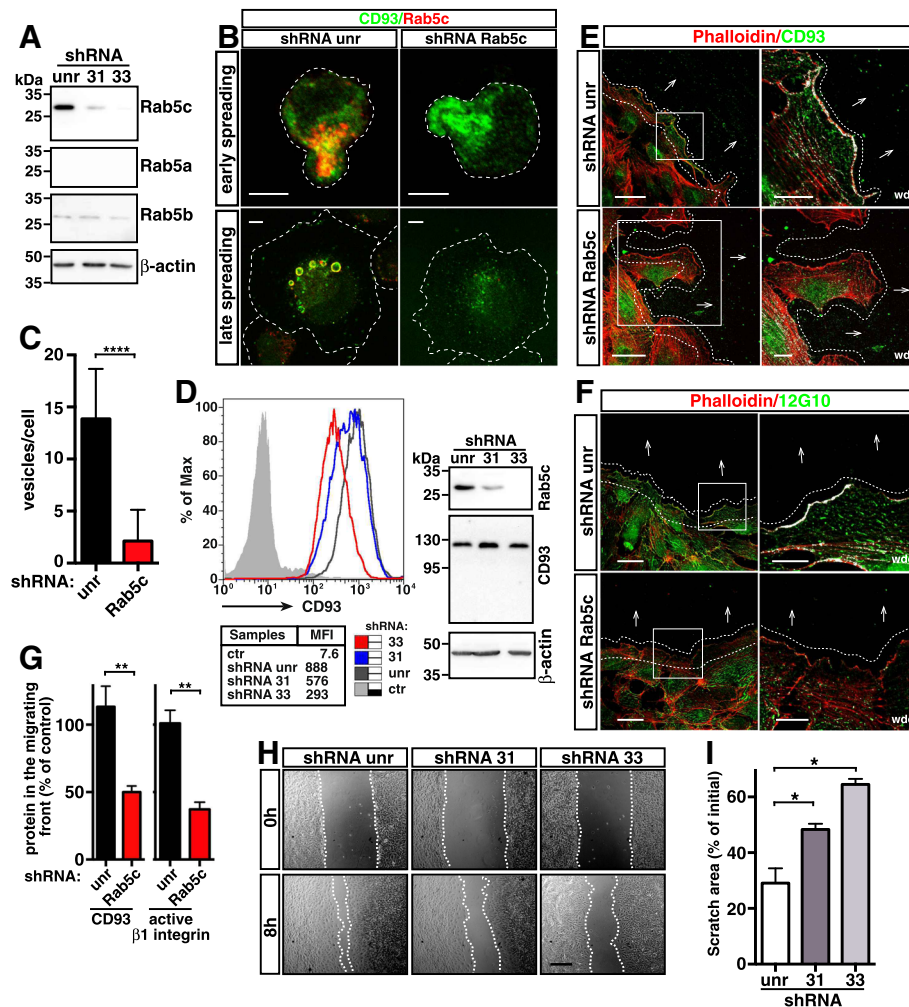 A
shRNA
kDa unr 31 33
35
25
Rab5c
35
25
Rab5a
35
25
Rab5b
50
37
β-actin
B
CD93/Rab5c
shRNA unr
shRNA Rab5c
early spreading
late spreading
C
vesicles/cell
20
15
10
5
0
****
shRNA:
unr
Rab5c
D
% of Max
100
80
60
40
20
0
10⁰ 10¹ 10² 10³ 10⁴
CD93
Samples MFI
ctr 7.6
shRNA unr 888
shRNA 31 576
shRNA 33 293
shRNA:
33
31
unr
ctr
shRNA
kDa unr 31 33
35
25
Rab5c
130
95
CD93
50
37
β-actin
E
Phalloidin/CD93
shRNA unr
shRNA Rab5c
F
Phalloidin/12G10
shRNA unr
shRNA Rab5c
G
protein in the migrating
front (% of control)
100
50
0
**
**
shRNA:
unr
Rab5c
unr
Rab5c
CD93
active
β1 integrin
H
shRNA unr
shRNA 31
shRNA 33
0h
8h
I
Scratch area (% of initial)
60
40
20
0
*
*
unr 31 33
shRNA